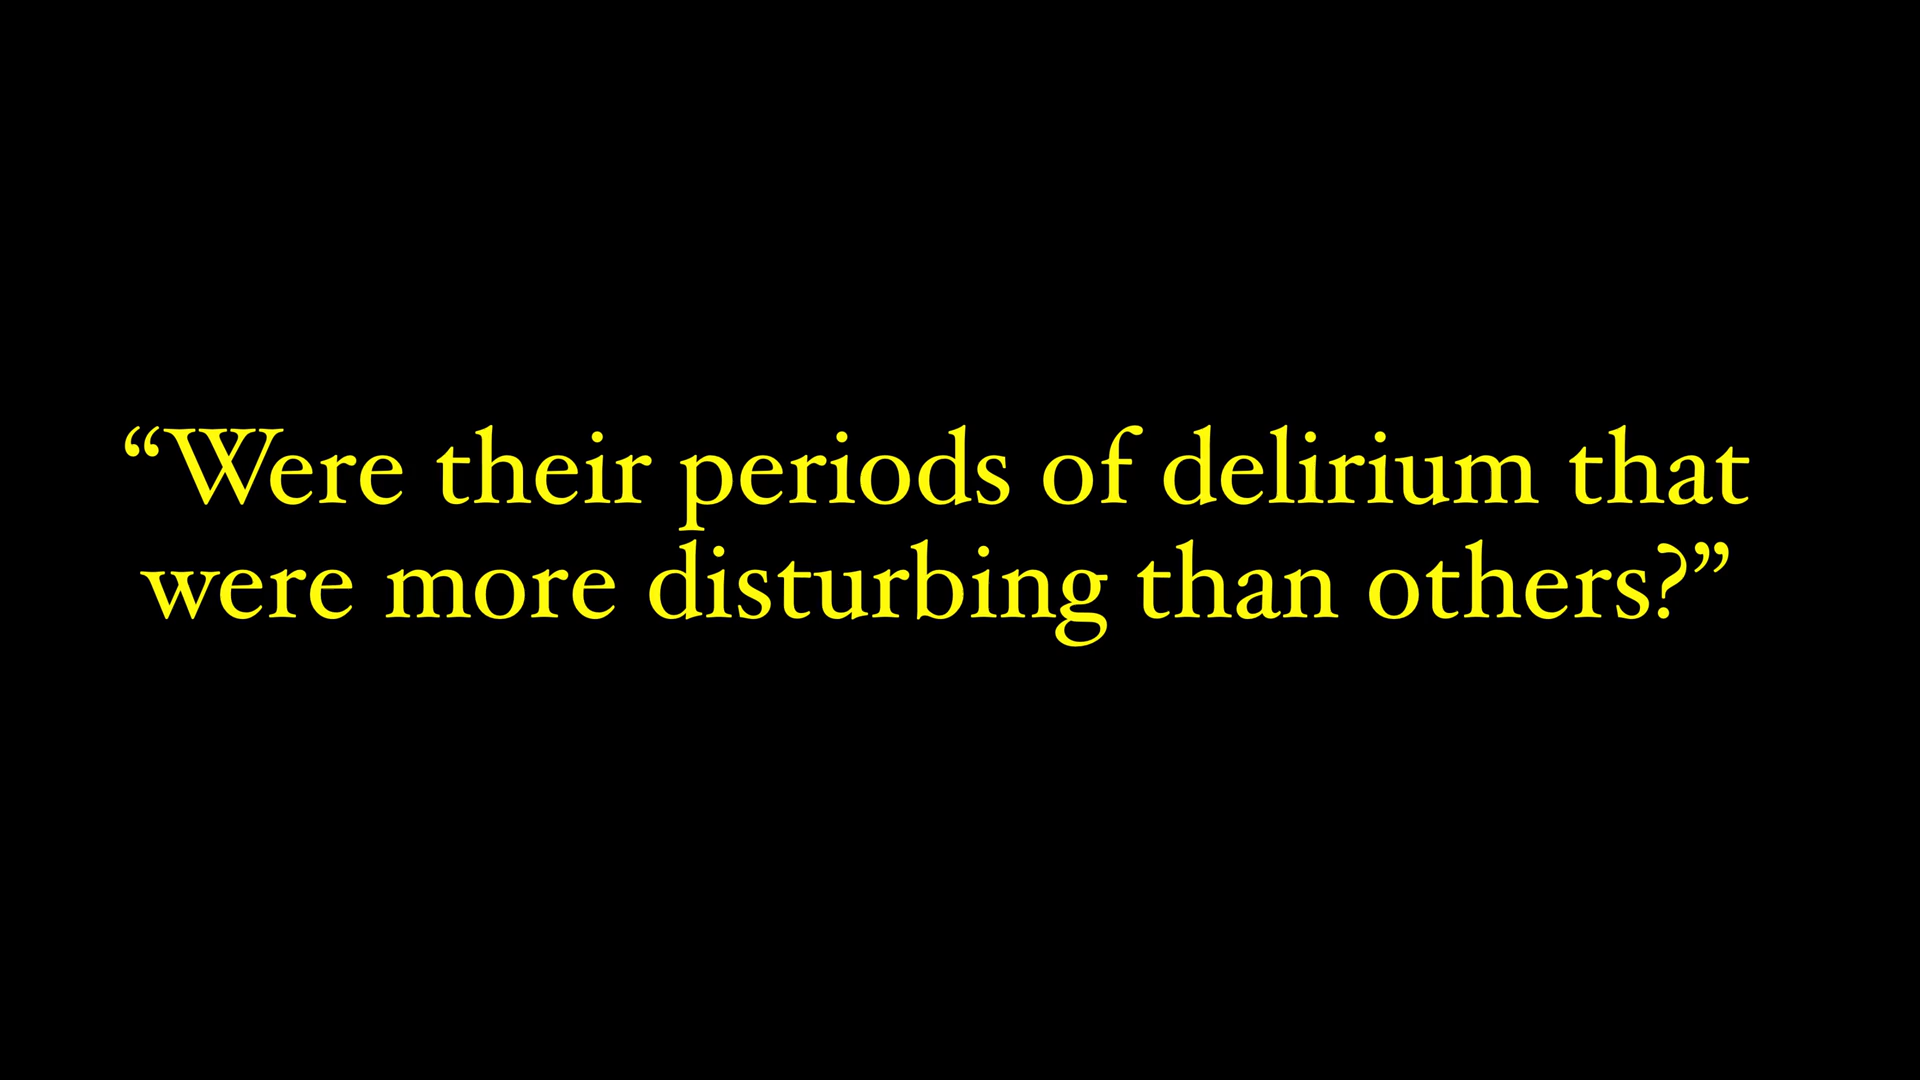 “Were their periods of delirium that
were more disturbing than others?”